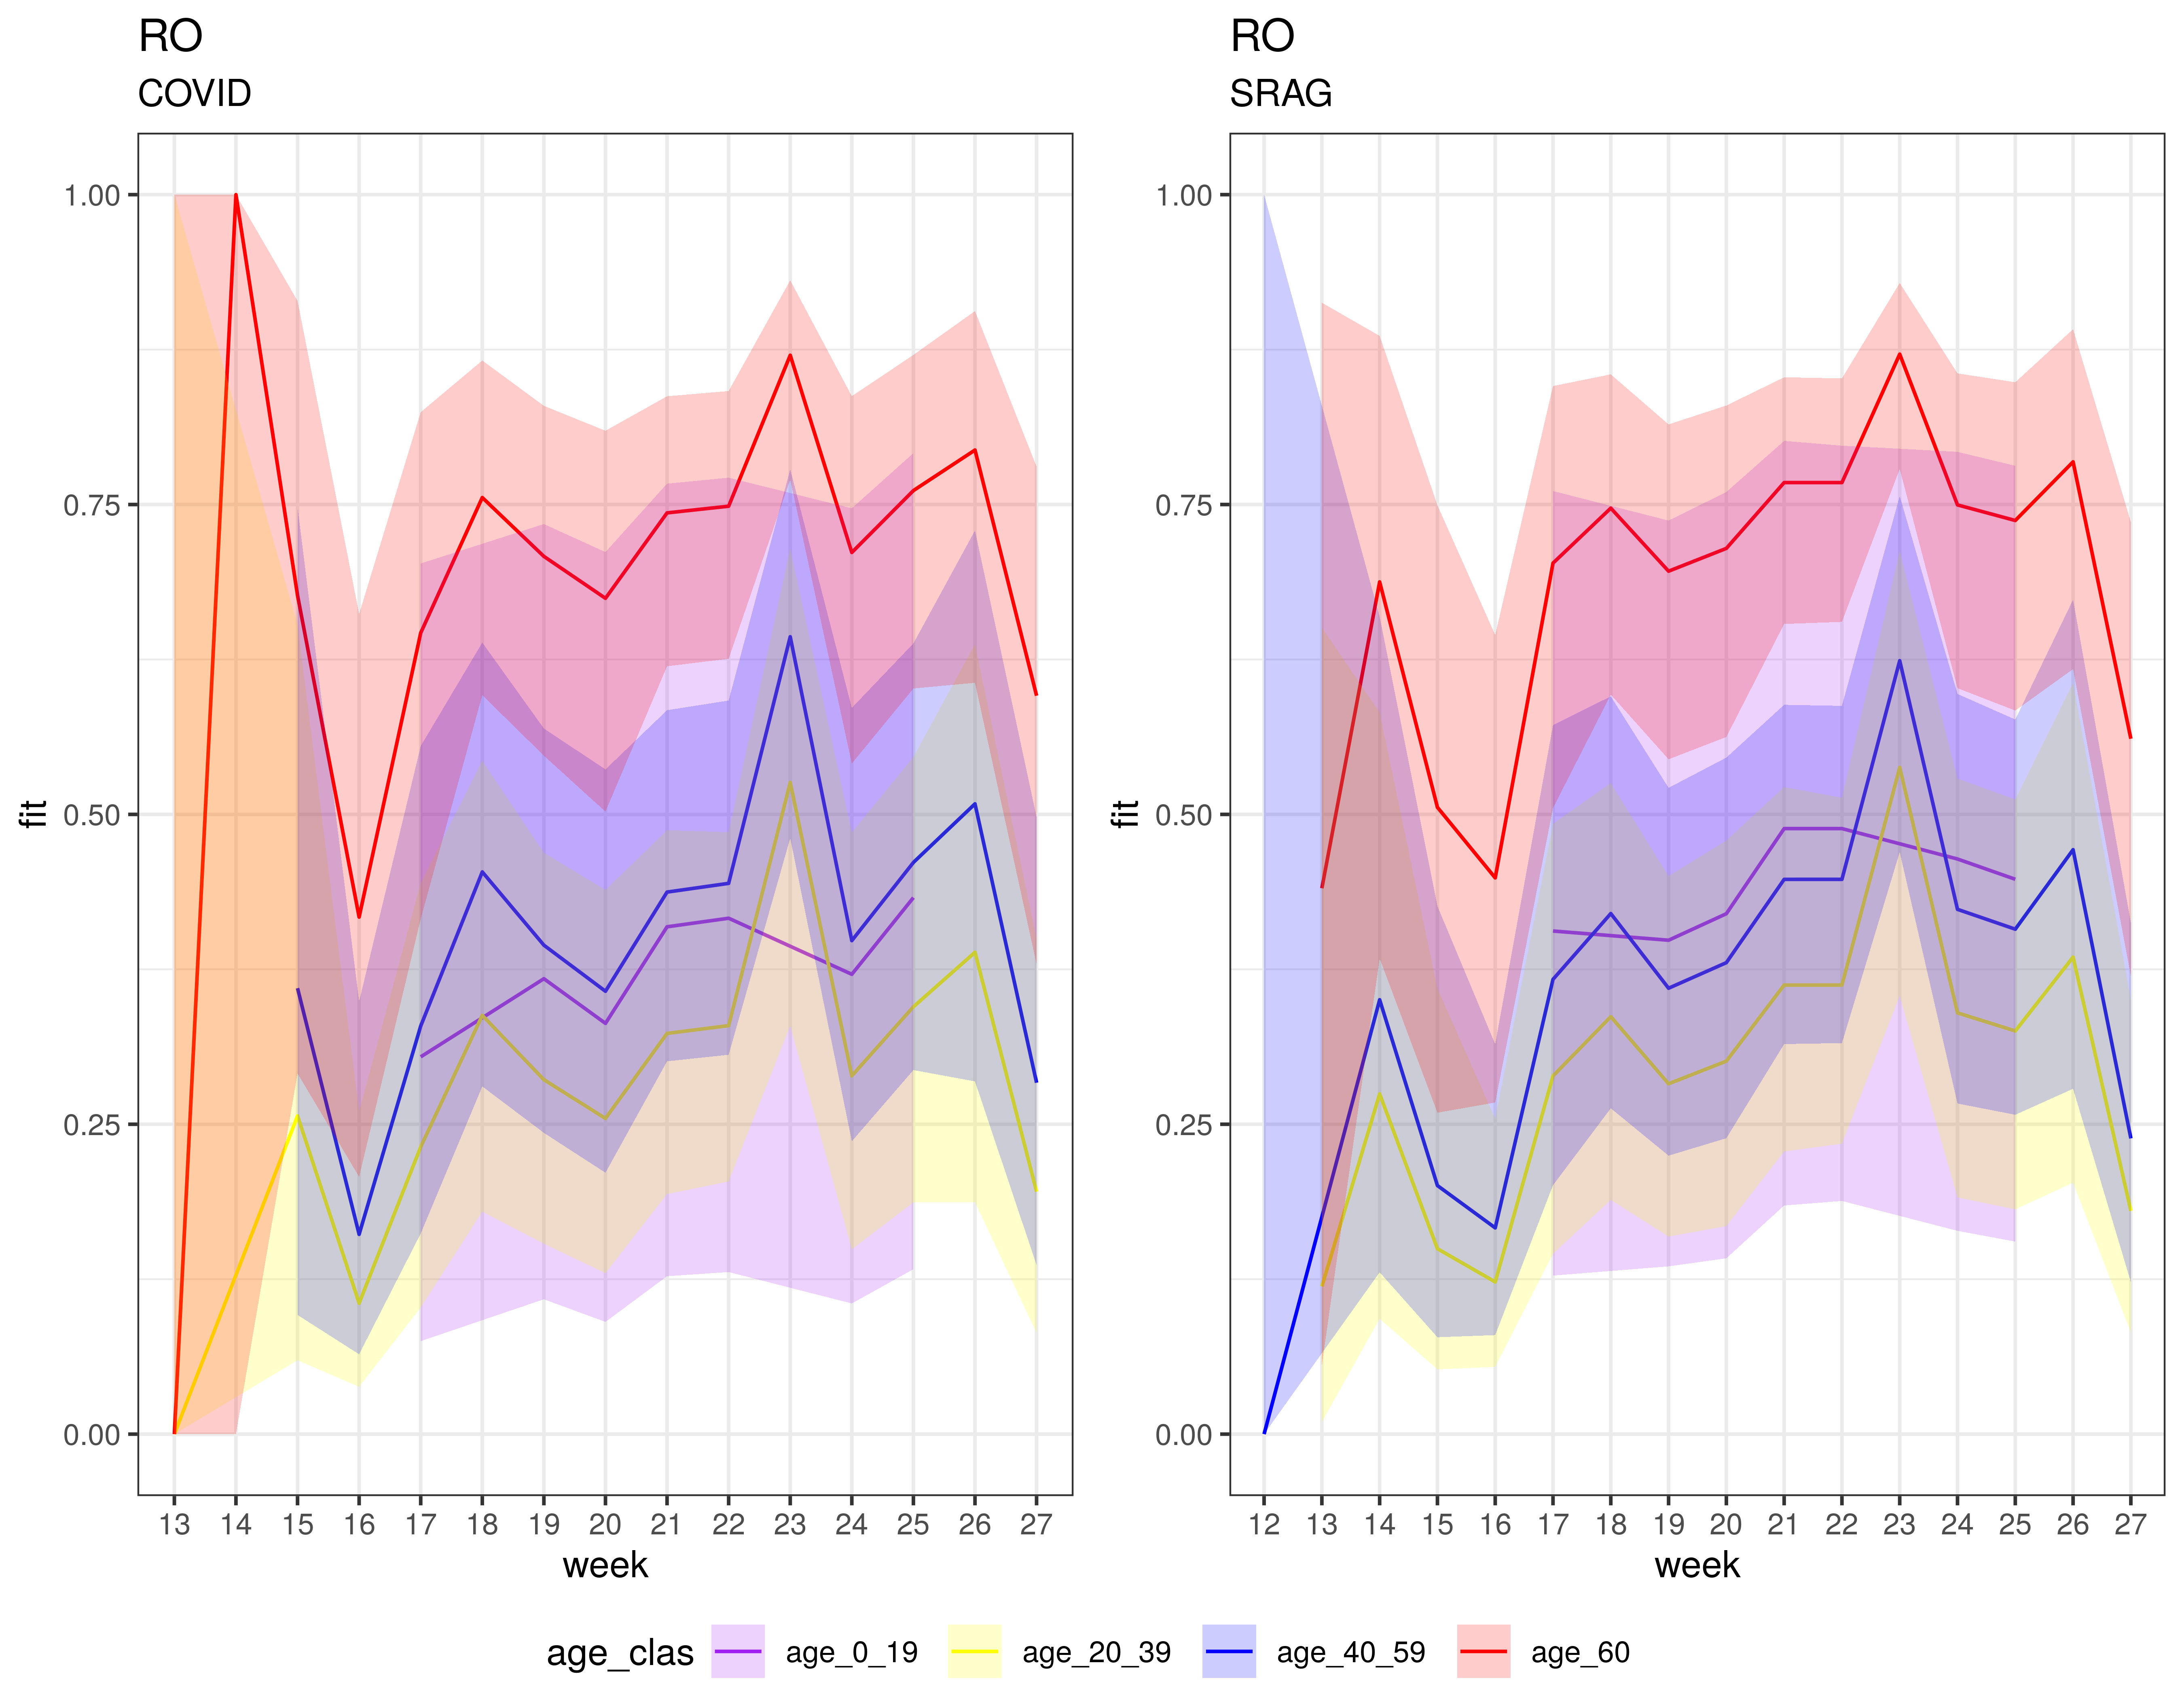 RO
COVID
1.00
0.75
0.50
0.25
0.00
fit
13 14 15 16 17 18 19 20 21 22 23 24 25 26 27
week
RO
SRAG
1.00
0.75
0.50
0.25
0.00
fit
12 13 14 15 16 17 18 19 20 21 22 23 24 25 26 27
week
age_clas age_0_19 age_20_39 age_40_59 age_60